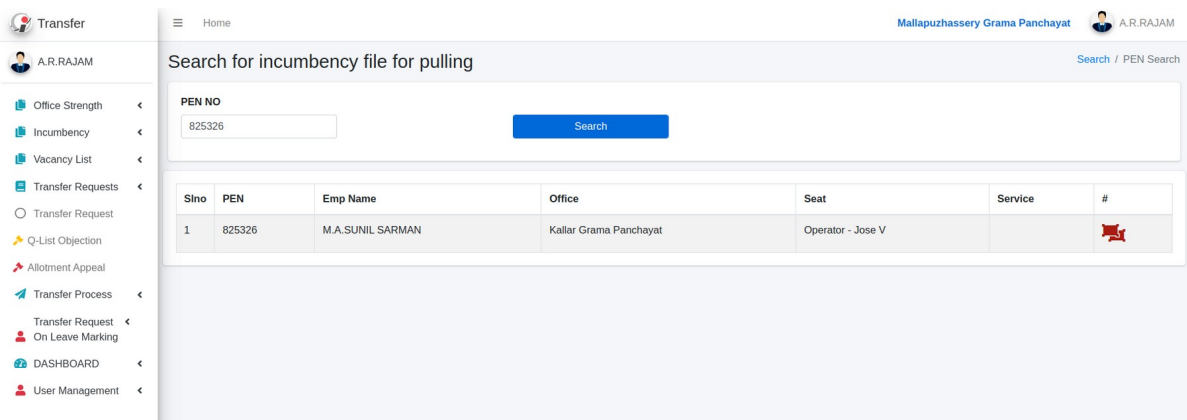 Transfer
Home
Mallapuzhassery Grama Panchayat
A.R.RAJAM
A.R.RAJAM
Search for incumbency file for pulling
Search / PEN Search
Office Strength
Incumbency
Vacancy List
Transfer Requests
Transfer Request
Q-List Objection
Allotment Appeal
Transfer Process
Transfer Request
On Leave Marking
DASHBOARD
User Management
PEN NO
825326
Search
Slno PEN Emp Name Office Seat Service #
1 825326 M.A.SUNIL SARMAN Kallar Grama Panchayat Operator - Jose V